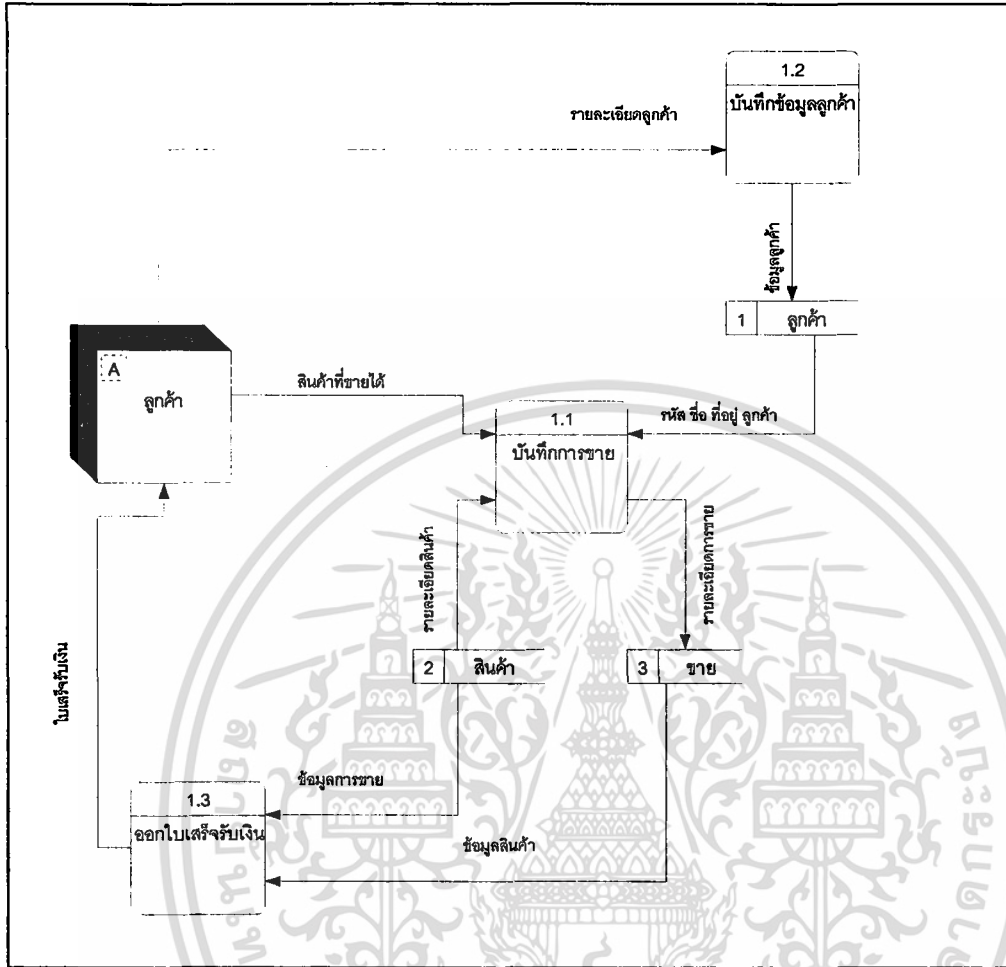 1.2
บันทึกข้อมูลลูกค้า
รายละเอียดลูกค้า
ข้อมูลลูกค้า
1 ลูกค้า
A
ลูกค้า
สินค้าที่ขายได้
1.1
บันทึกการขาย
รหัส ชื่อ ที่อยู่ ลูกค้า
รายละเอียดสินค้า
รายละเอียดการขาย
2 สินค้า
3 ขาย
ใบเสร็จรับเงิน
ข้อมูลการขาย
1.3
ออกใบเสร็จรับเงิน
ข้อมูลสินค้า